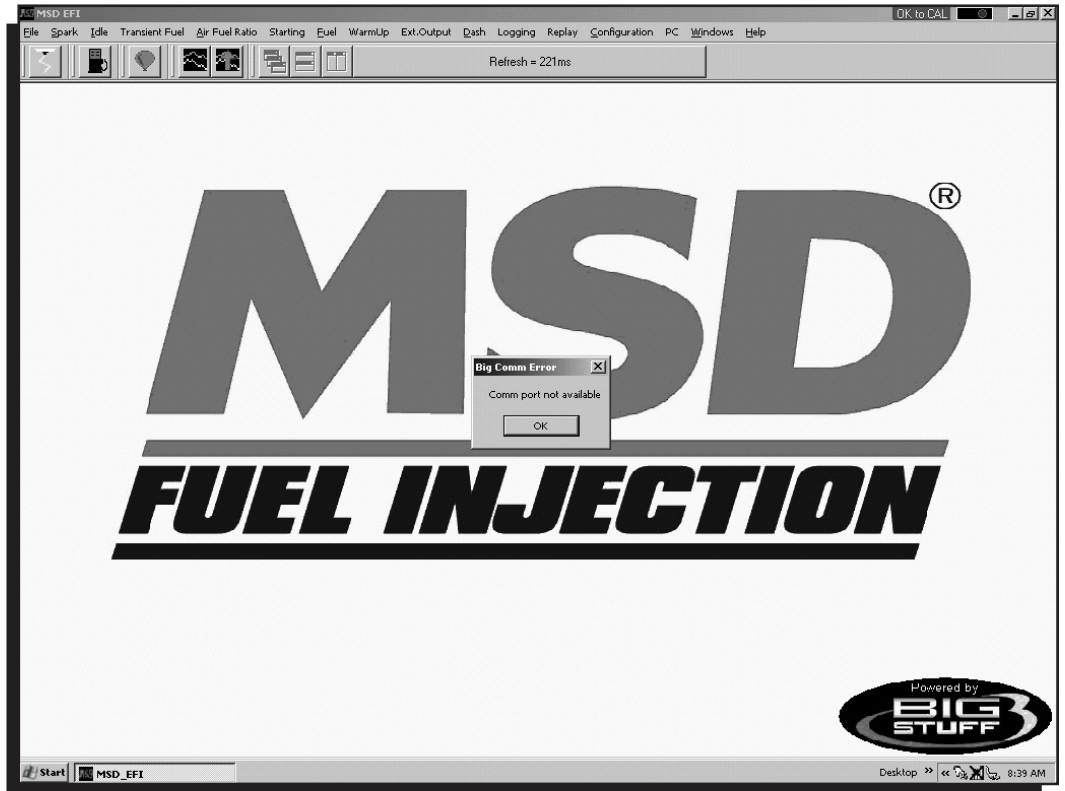 MSD EFI OK to CAL
File Spark Idle Transient Fuel Air Fuel Ratio Starting Fuel WarmUp Ext.Output Dash Logging Replay Configuration PC Windows Help
Refresh = 221ms
MSD®
Big Comm Error
Comm port not available
OK
FUEL INJECTION
Powered by
BIG
STUFF 3
Start MSD_EFI Desktop » « 8:39 AM